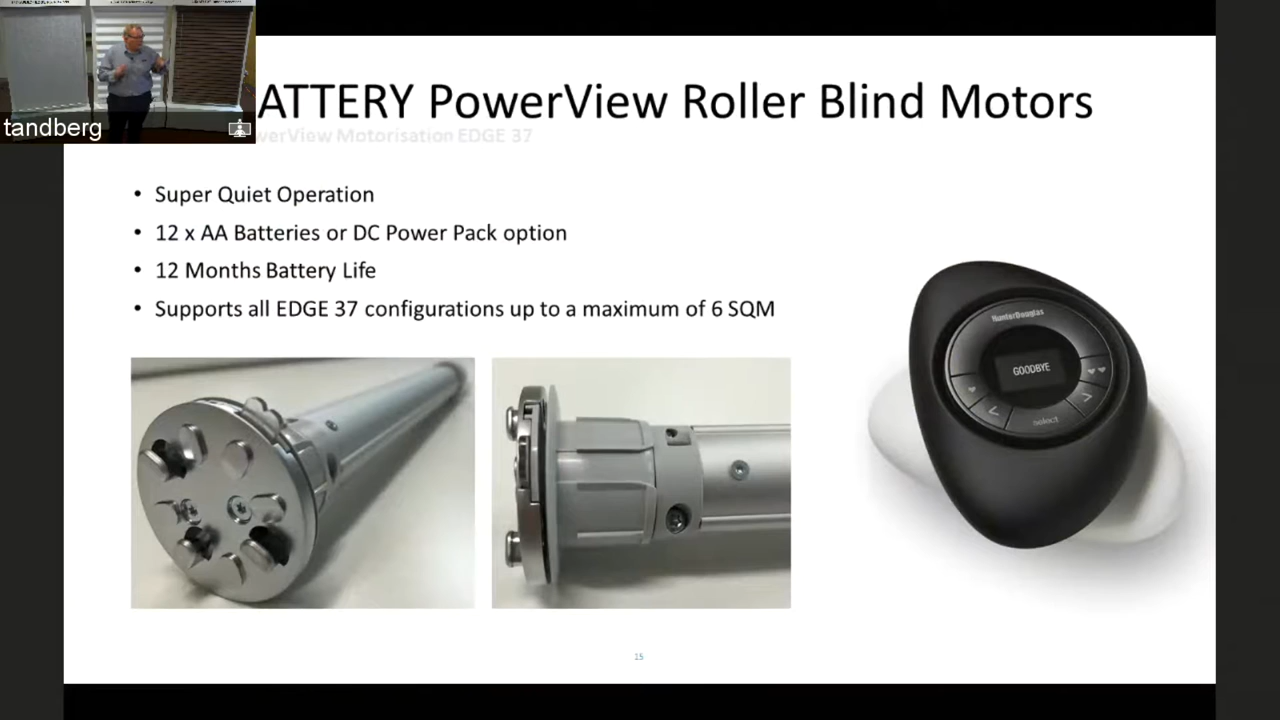 tandberg
ATTERY PowerView Roller Blind Motors
werView Motorisation EDGE 37
• Super Quiet Operation
• 12 x AA Batteries or DC Power Pack option
• 12 Months Battery Life
• Supports all EDGE 37 configurations up to a maximum of 6 SQM
HunterDouglas
GOODBYE
select
15